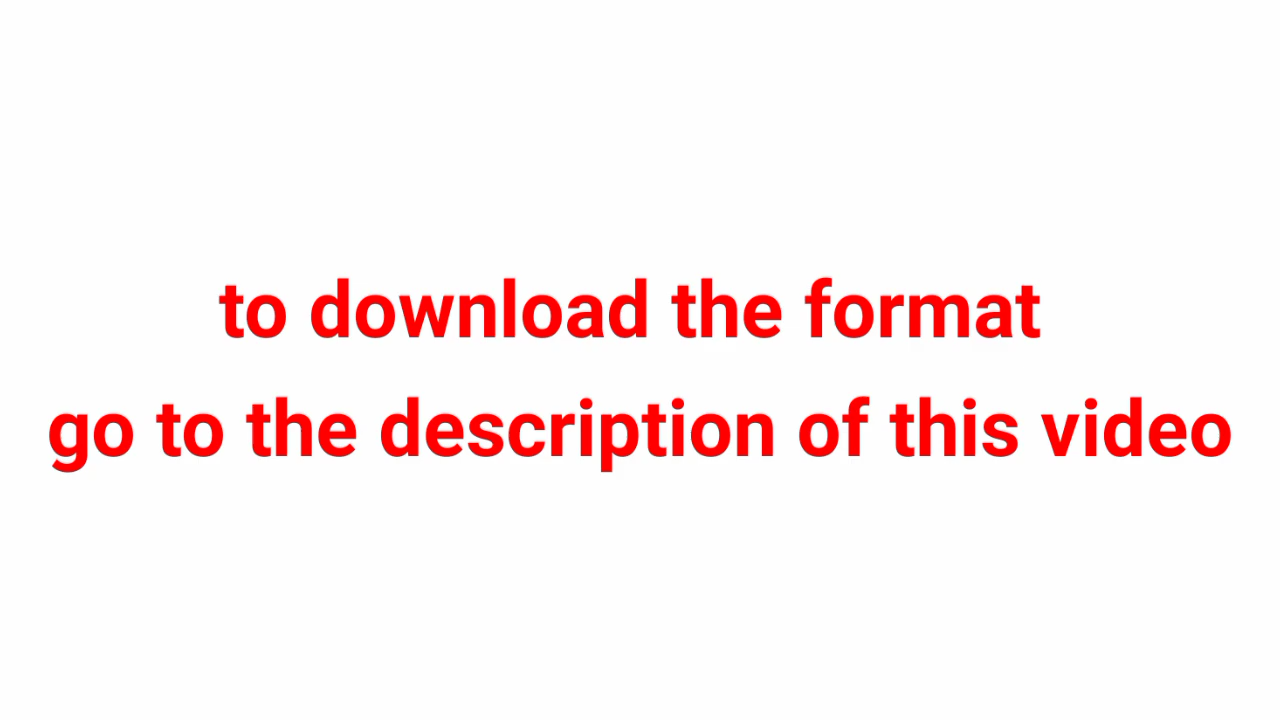 to download the format
go to the description of this video